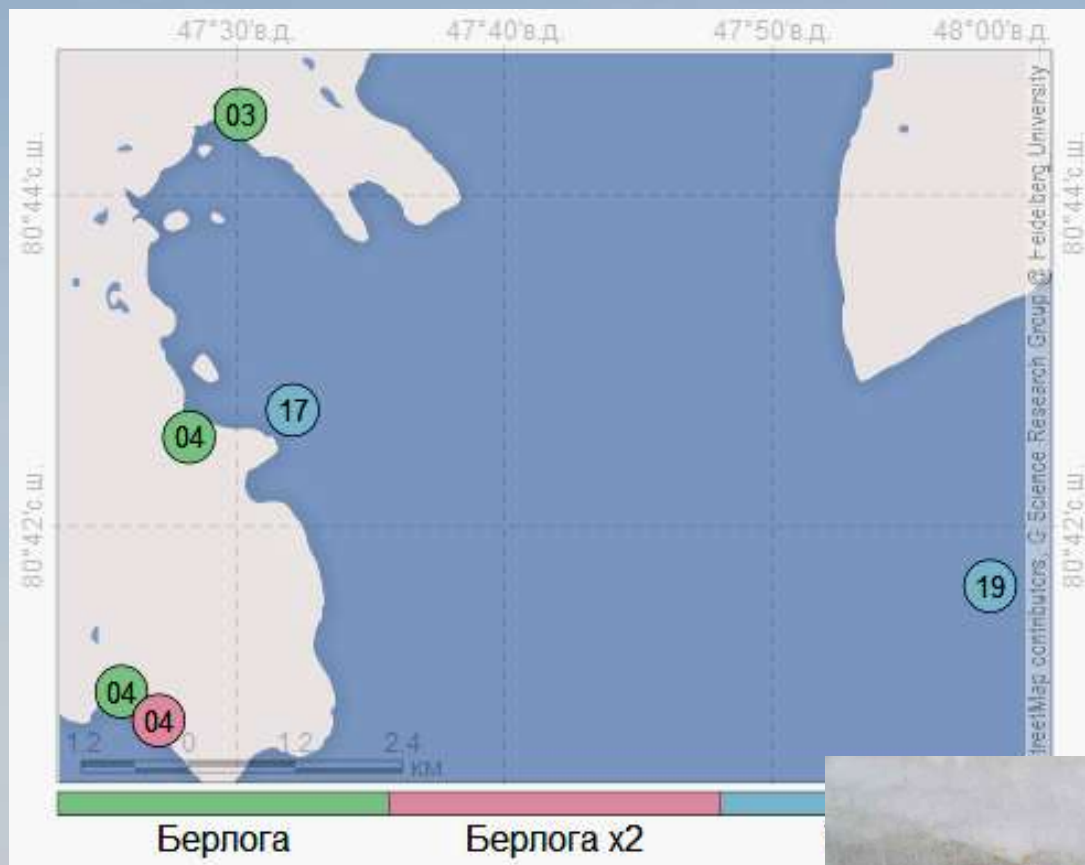 47°30'в.д. 47°40'в.д. 47°50'в.д. 48°00'в.д.
03
80°44'с.ш. 80°44'с.ш.
17
04
80°42'с.ш. 80°42'с.ш.
19
04
04
1.2 0 1.2 2.4
км
reetMap contributors, G Science Research Group @ Heidelberg University
Берлога Берлога x2